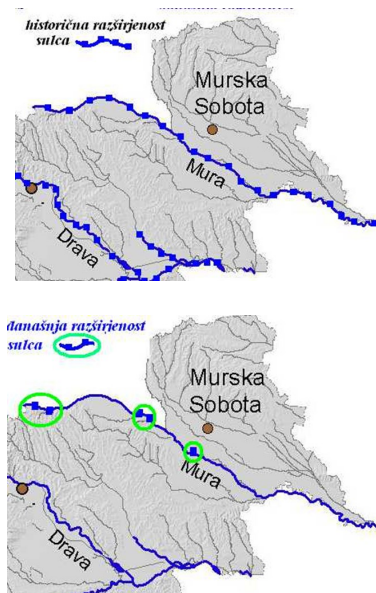 historična razširjenost
sulca
Murska
Sobota
Mura
Drava
današnja razširjenost
sulca
Murska
Sobota
Mura
Drava